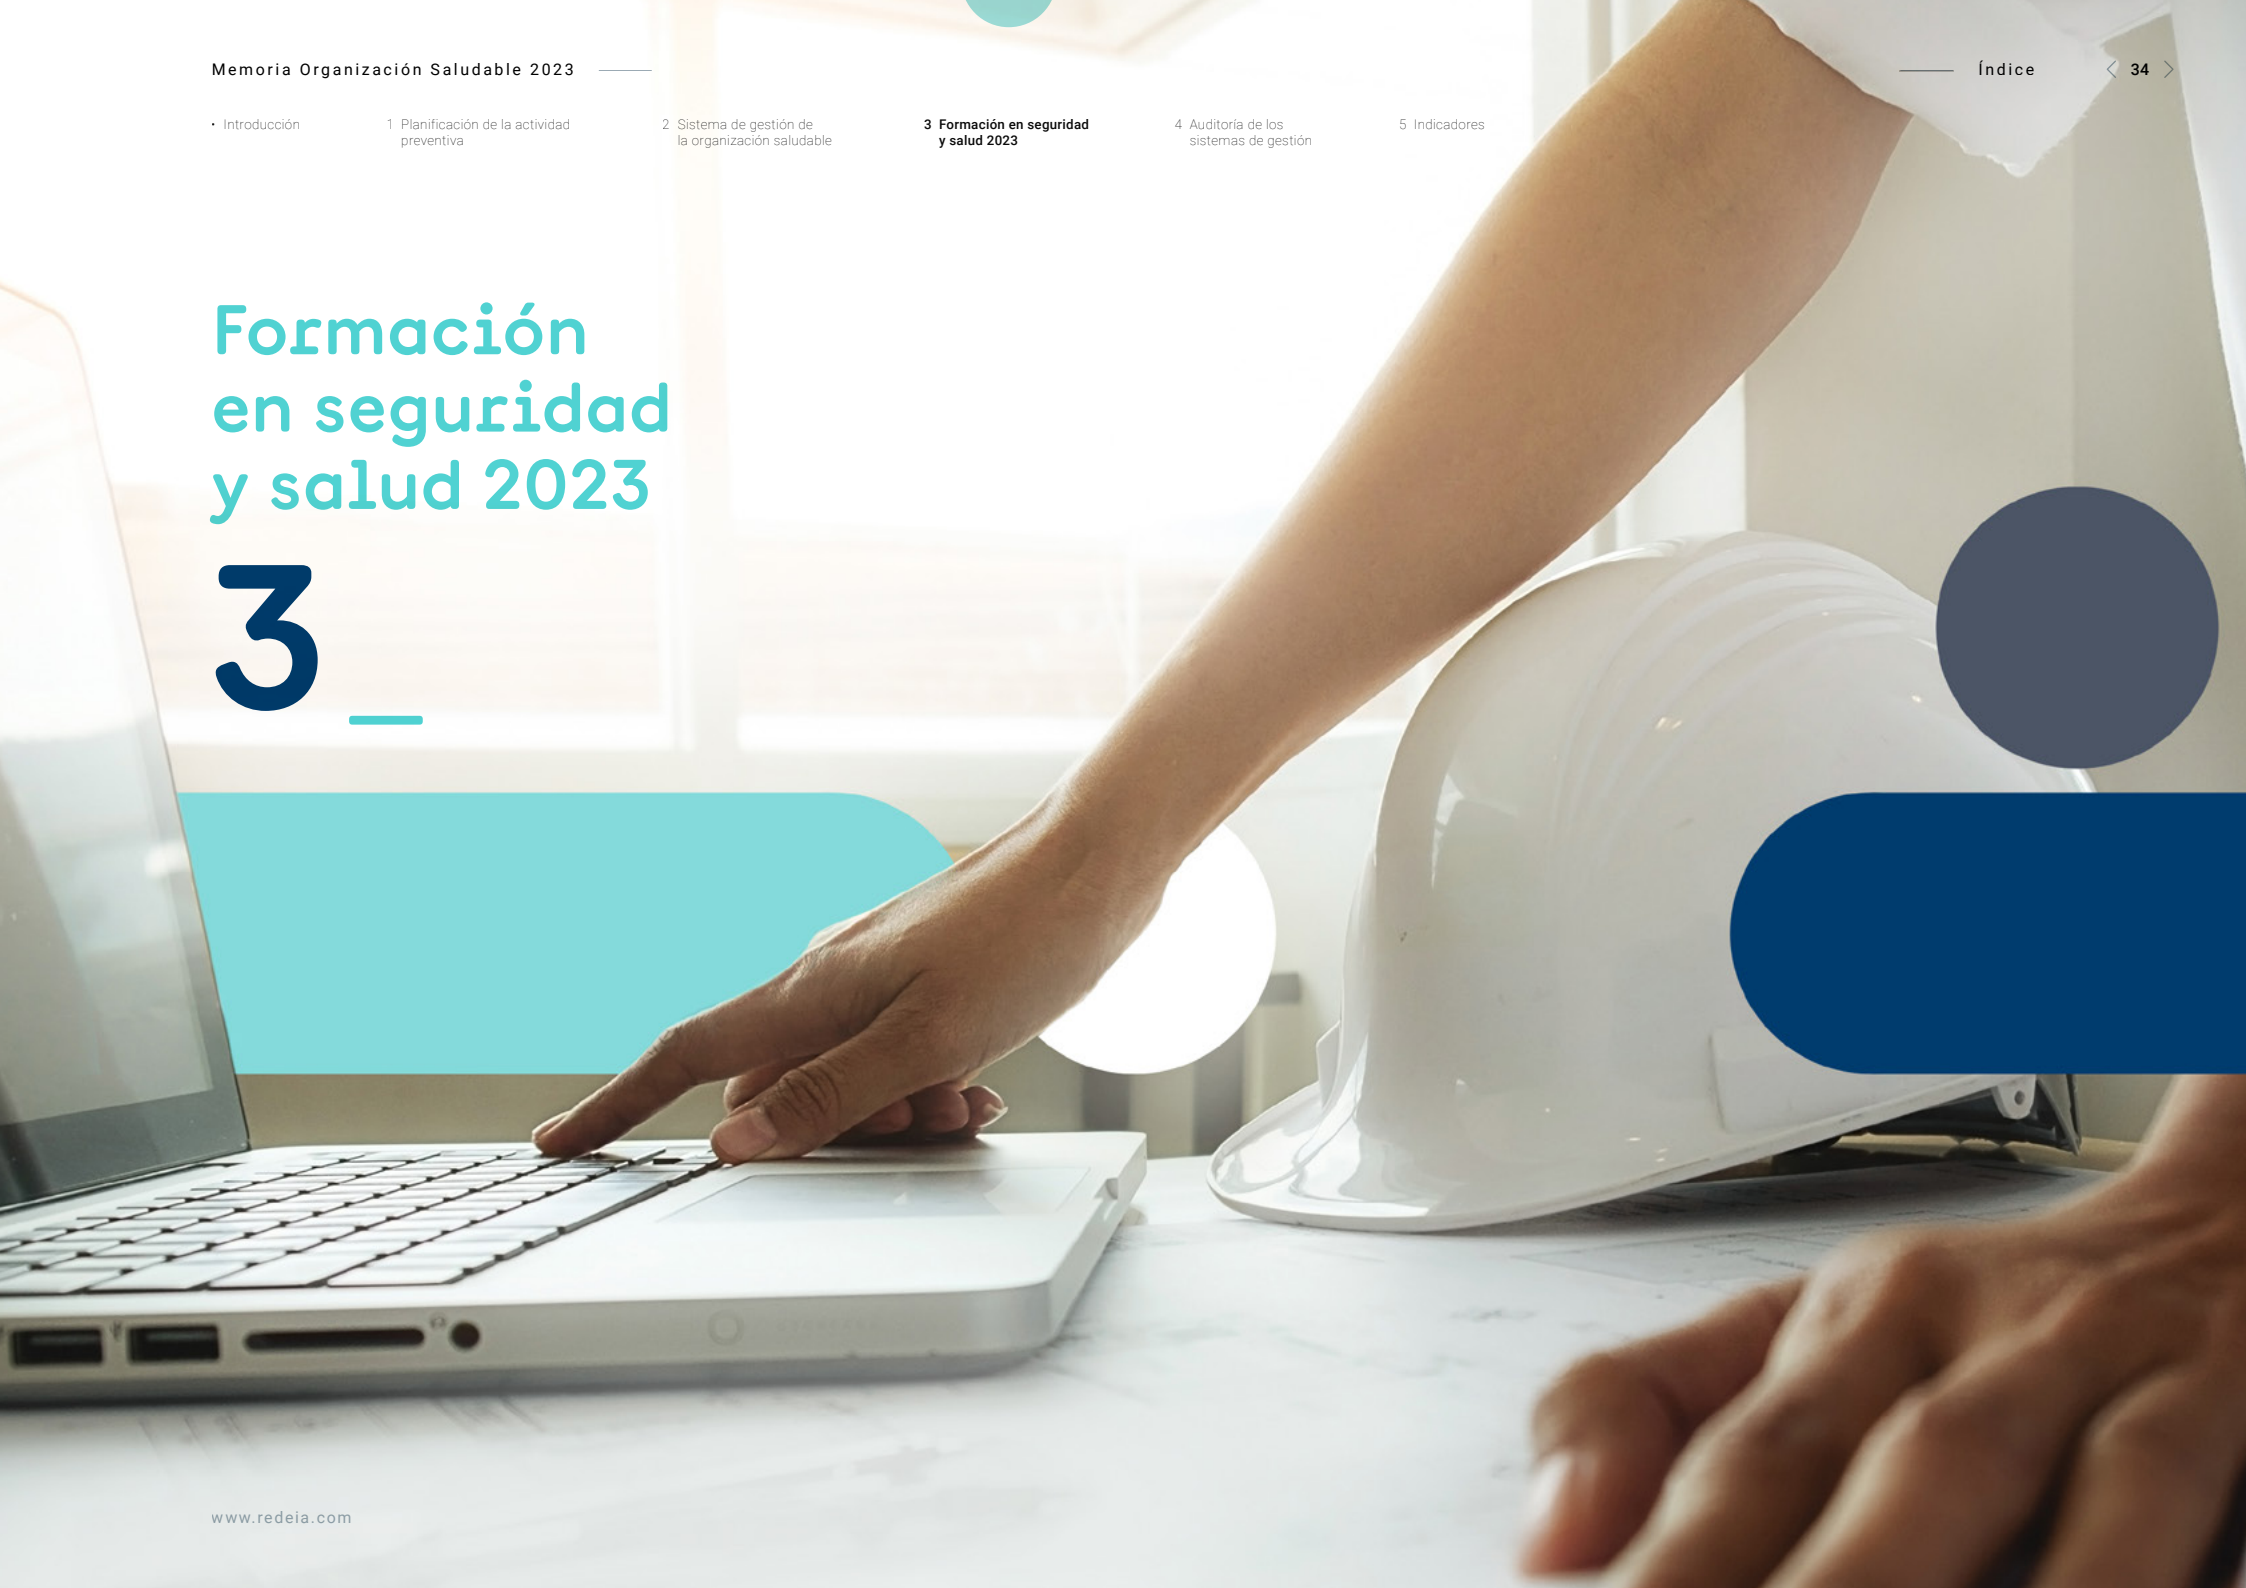 Memoria Organización Saludable 2023
Índice
34
• Introducción
1 Planificación de la actividad
preventiva
2 Sistema de gestión de
la organización saludable
3 Formación en seguridad
y salud 2023
4 Auditoría de los
sistemas de gestión
5 Indicadores
Formación
en seguridad
y salud 2023
3
www.redeia.com